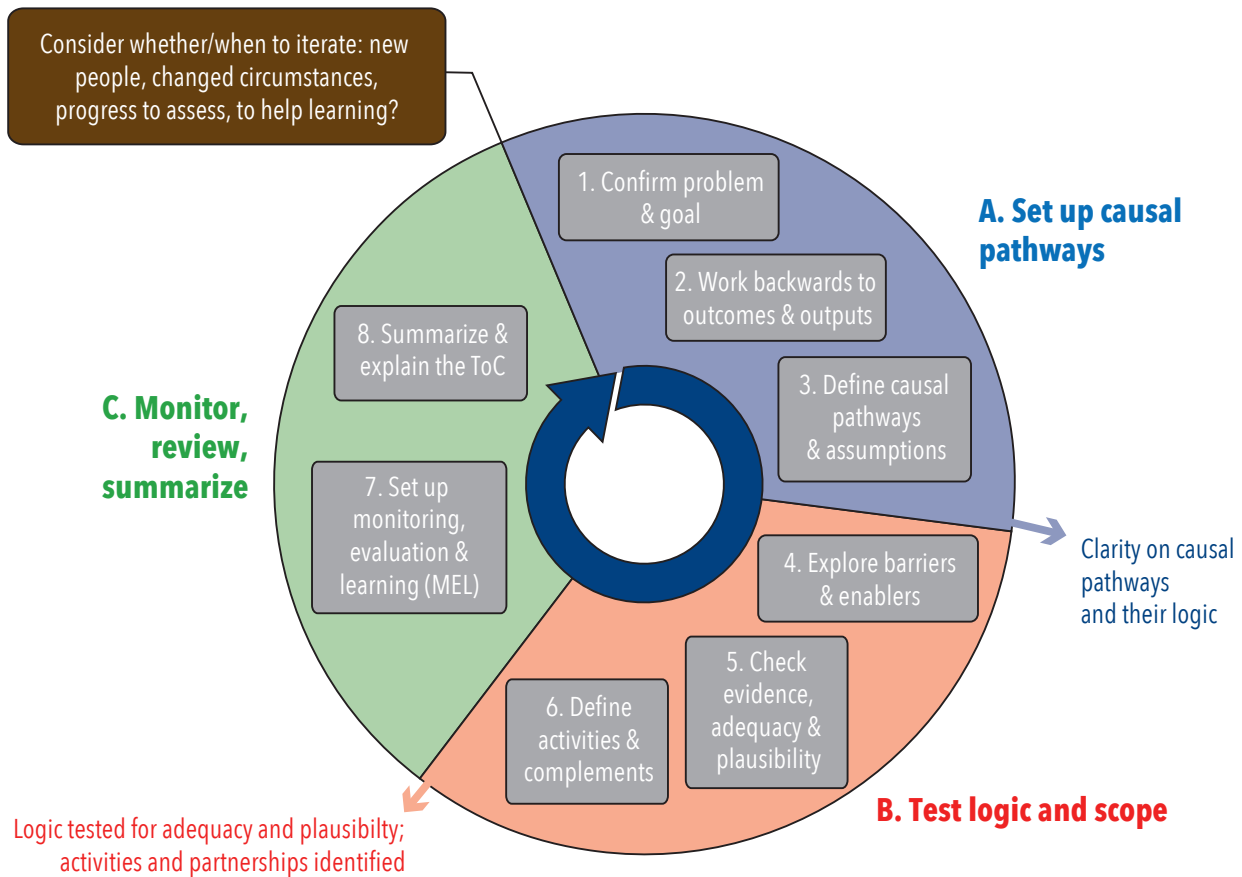 Consider whether/when to iterate: new
people, changed circumstances,
progress to assess, to help learning?
1. Confirm problem
& goal
A. Set up causal
pathways
2. Work backwards to
outcomes & outputs
3. Define causal
pathways
& assumptions
Clarity on causal
pathways
and their logic
4. Explore barriers
& enablers
5. Check
evidence,
adequacy &
plausibility
6. Define
activities &
complements
B. Test logic and scope
Logic tested for adequacy and plausibilty;
activities and partnerships identified
7. Set up
monitoring,
evaluation &
learning (MEL)
C. Monitor,
review,
summarize
8. Summarize &
explain the ToC